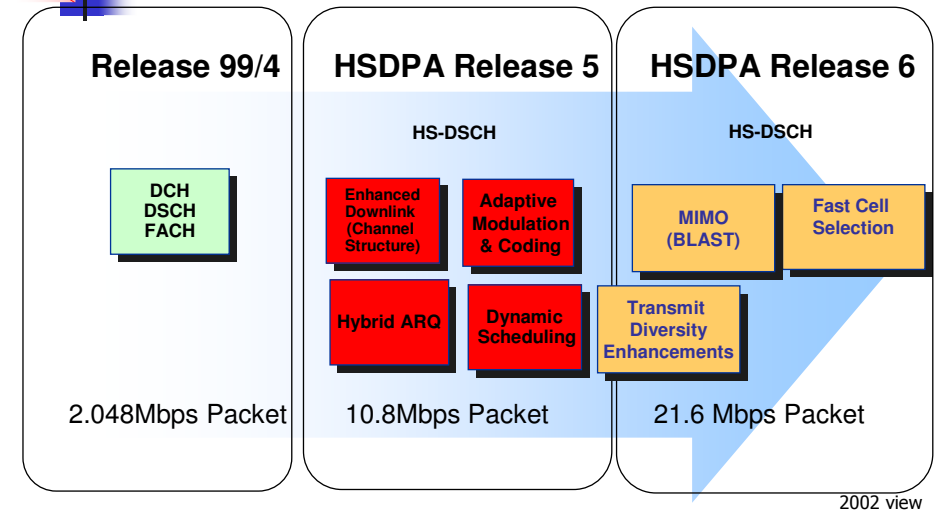 Release 99/4
HSDPA Release 5
HSDPA Release 6
HS-DSCH
HS-DSCH
DCH
DSCH
FACH
Enhanced
Downlink
(Channel
Structure)
Adaptive
Modulation
& Coding
MIMO
(BLAST)
Fast Cell
Selection
Hybrid ARQ
Dynamic
Scheduling
Transmit
Diversity
Enhancements
2.048Mbps Packet
10.8Mbps Packet
21.6 Mbps Packet
2002 view